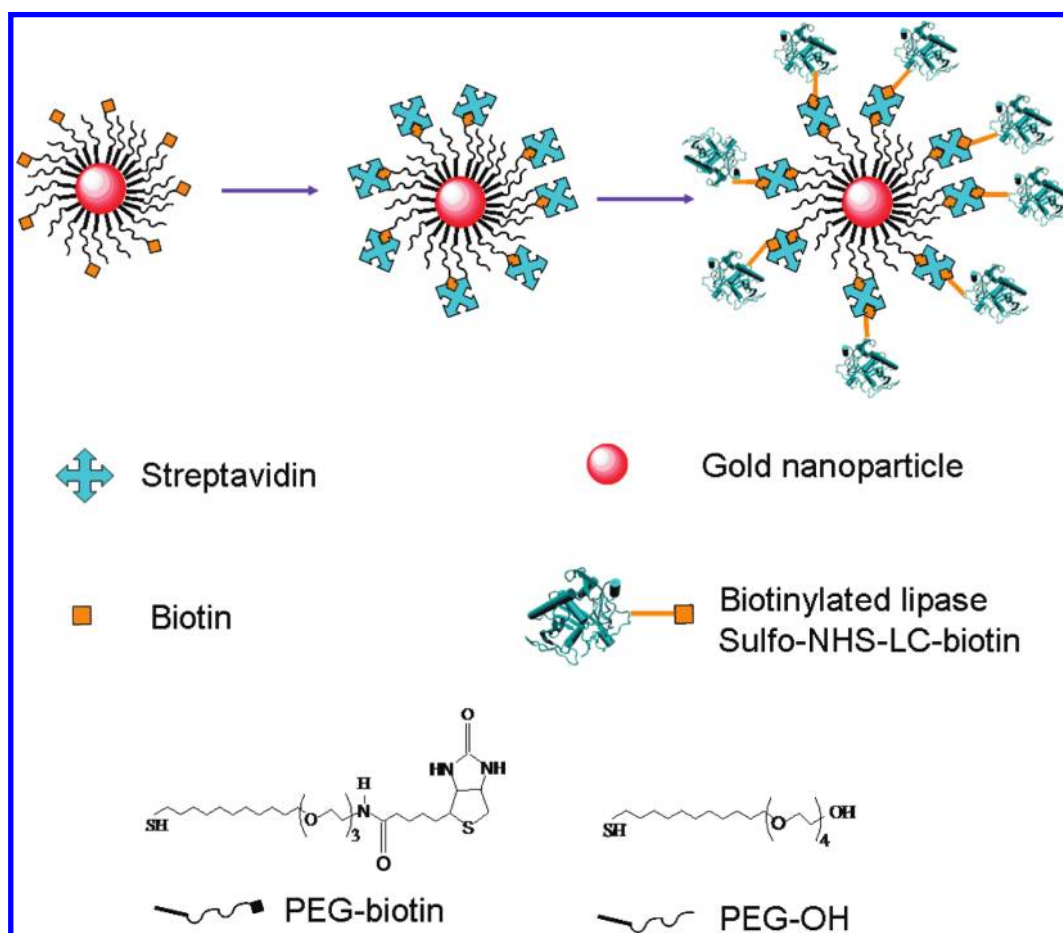 Streptavidin
Gold nanoparticle
Biotin
Biotinylated lipase
Sulfo-NHS-LC-biotin
O
HN NH
H
SH O 3 N S
O
SH O 4 OH
PEG-biotin
PEG-OH